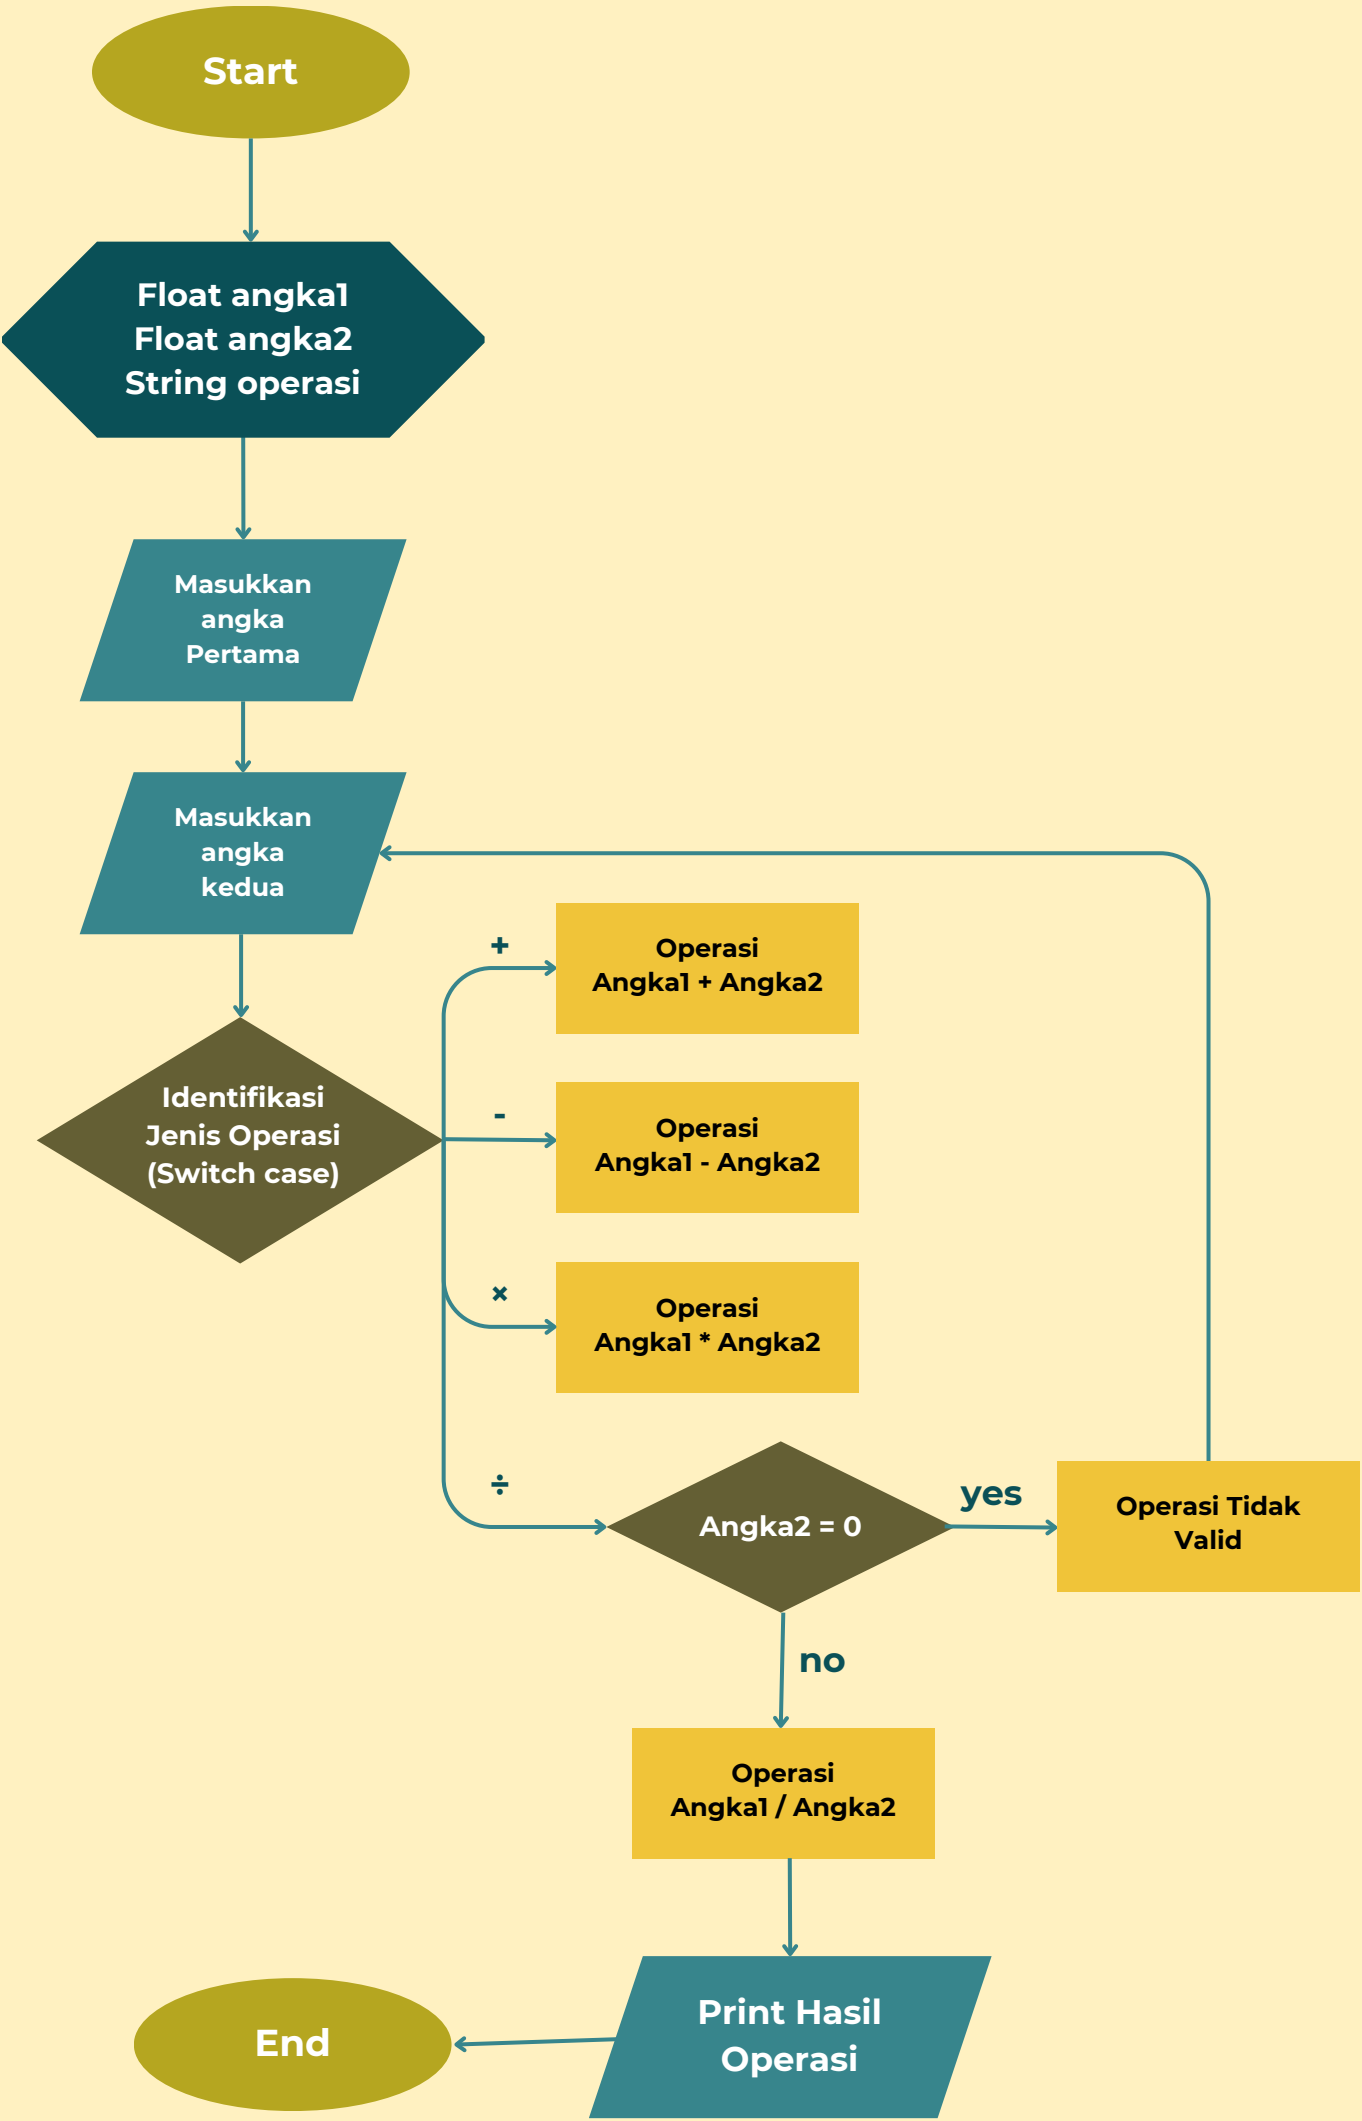 Start
Float angka1
Float angka2
String operasi
Masukkan
angka
Pertama
Masukkan
angka
kedua
Identifikasi
Jenis Operasi
(Switch case)
+
Operasi
Angka1 + Angka2
-
Operasi
Angka1 - Angka2
×
Operasi
Angka1 * Angka2
÷
Angka2 = 0
yes
Operasi Tidak
Valid
no
Operasi
Angka1 / Angka2
Print Hasil
Operasi
End